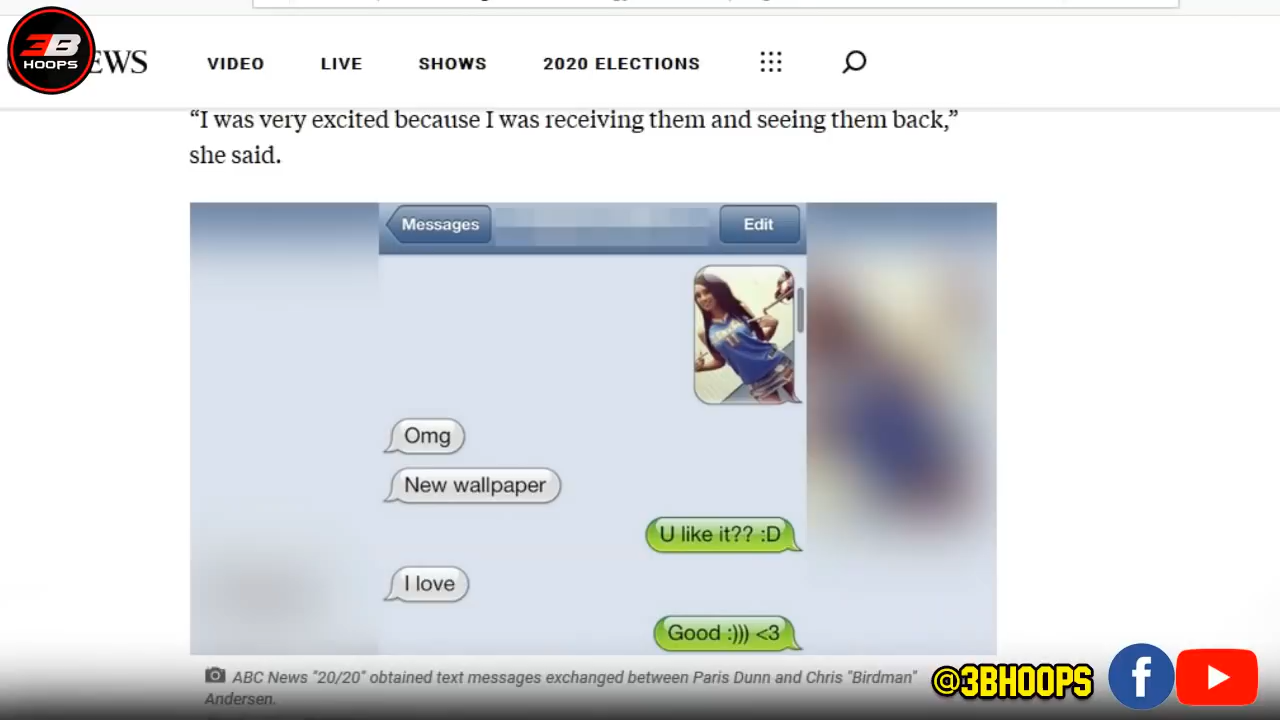 3B
HOOPS
EWS
VIDEO
LIVE
SHOWS
2020 ELECTIONS
“I was very excited because I was receiving them and seeing them back,”
she said.
Messages
Edit
Omg
New wallpaper
U like it?? :D
I love
Good :))) <3
ABC News "20/20" obtained text messages exchanged between Paris Dunn and Chris "Birdman"
Andersen.
@3BHOOPS